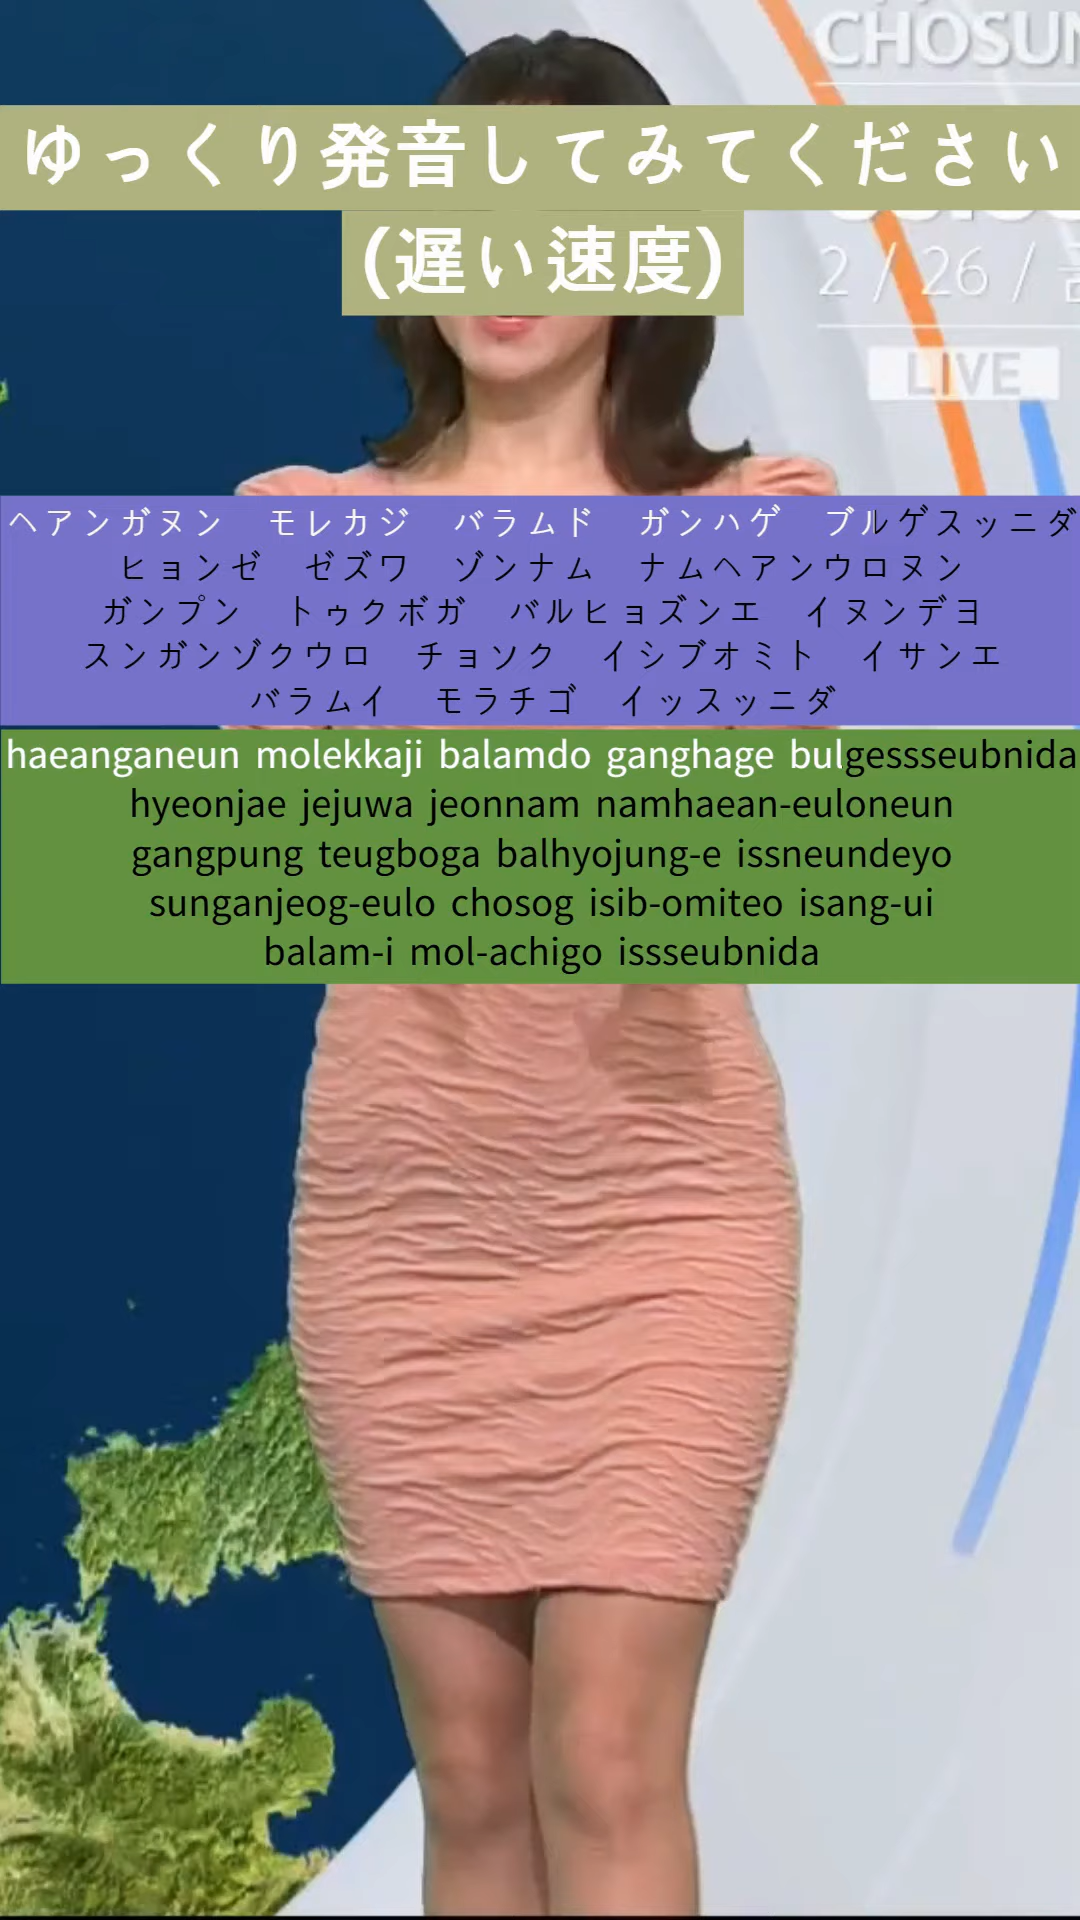 CHOSUN
ゆっくり発音してみてください
(遅い速度)
2 / 26 /
LIVE
ヘアンガヌン モレカジ バラムド ガンハゲ ブルゲスッニダ
ヒョンゼ ゼズワ ゾンナム ナムヘアンウロヌン
ガンプン トゥクボガ バルヒョズンエ イヌンデヨ
スンガンゾクウロ チョソク イシブオミト イサンエ
バラムイ モラチゴ イッスッニダ
haeanganeun molekkaji balamdo ganghage bulgessseubnida
hyeonjae jejuwa jeonnam namhaean-euloneun
gangpung teugboga balhyojung-e issneundeyo
sunganjeog-eulo chosog isib-omiteo isang-ui
balam-i mol-achigo issseubnida